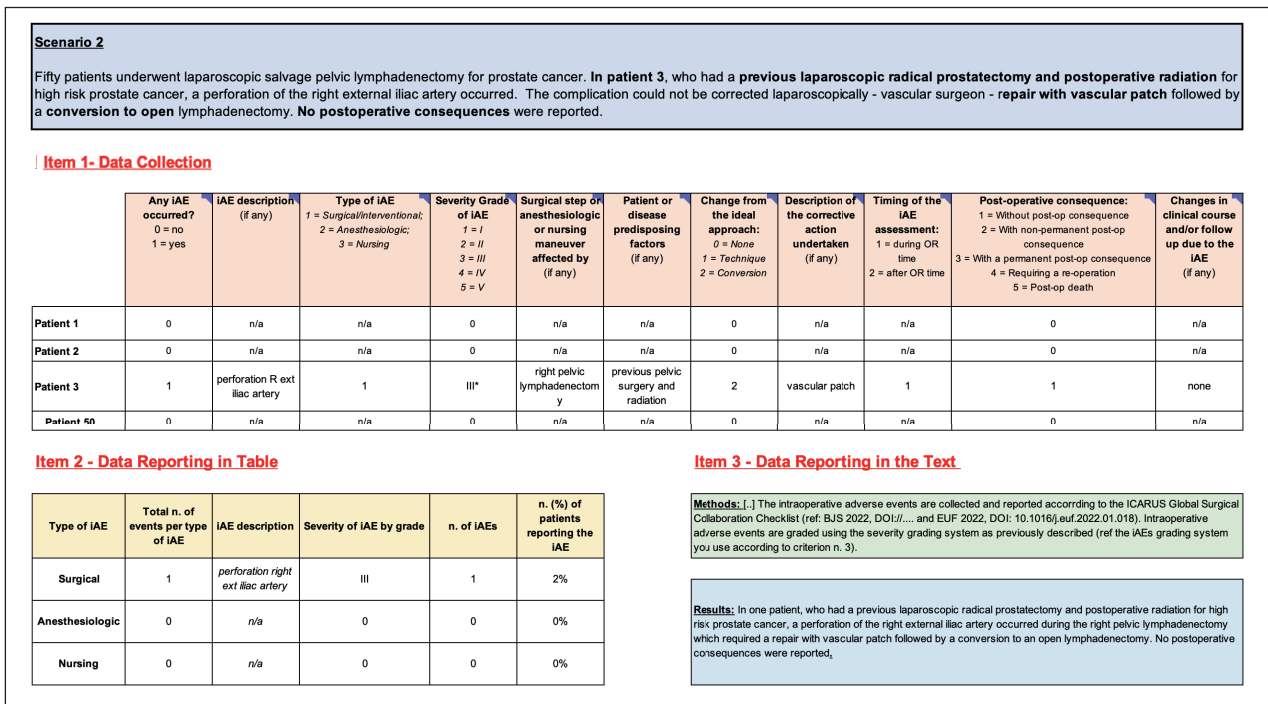 Scenario 2
Fifty patients underwent laparoscopic salvage pelvic lymphadenectomy for prostate cancer. In patient 3, who had a previous laparoscopic radical prostatectomy and postoperative radiation for
high risk prostate cancer, a perforation of the right external iliac artery occurred. The complication could not be corrected laparoscopically - vascular surgeon - repair with vascular patch followed by
a conversion to open lymphadenectomy. No postoperative consequences were reported.
Item 1- Data Collection
Any iAE
occurred?
0 = no
1 = yes
iAE description
(if any)
Type of iAE
1 = Surgical/interventional;
2 = Anesthesiologic;
3 = Nursing
Severity Grade
of iAE
1 = I
2 = II
3 = III
4 = IV
5 = V
Surgical step or
anesthesiologic
or nursing
maneuver
affected by
(if any)
Patient or
disease
predisposing
factors
(if any)
Change from
the ideal
approach:
0 = None
1 = Technique
2 = Conversion
Description of
the corrective
action
undertaken
(if any)
Timing of the
iAE
assessment:
1 = during OR
time
2 = after OR time
Post-operative consequence:
1 = Without post-op consequence
2 = With non-permanent post-op
consequence
3 = With a permanent post-op consequence
4 = Requiring a re-operation
5 = Post-op death
Changes in
clinical course
and/or follow
up due to the
iAE
(if any)
Patient 1
0
n/a
n/a
0
n/a
n/a
0
n/a
n/a
0
n/a
Patient 2
0
n/a
n/a
0
n/a
n/a
0
n/a
n/a
0
n/a
Patient 3
1
perforation R ext
iliac artery
1
III*
right pelvic
lymphadenectom
y
previous pelvic
surgery and
radiation
2
vascular patch
1
1
none
Patient 50
0
n/a
n/a
0
n/a
n/a
0
n/a
n/a
0
n/a
Item 2 - Data Reporting in Table
Type of iAE
Total n. of
events per type
of iAE
iAE description
Severity of iAE by grade
n. of iAEs
n. (%) of
patients
reporting the
iAE
Surgical
1
perforation right
ext iliac artery
III
1
2%
Anesthesiologic
0
n/a
0
0
0%
Nursing
0
n/a
0
0
0%
Item 3 - Data Reporting in the Text
Methods: [..] The intraoperative adverse events are collected and reported accorrding to the ICARUS Global Surgical
Collaboration Checklist (ref: BJS 2022, DOI://.... and EUF 2022, DOI: 10.1016/j.euf.2022.01.018). Intraoperative
adverse events are graded using the severity grading system as previously described (ref the iAEs grading system
you use according to criterion n. 3).
Results: In one patient, who had a previous laparoscopic radical prostatectomy and postoperative radiation for high
risk prostate cancer, a perforation of the right external iliac artery occurred during the right pelvic lymphadenectomy
which required a repair with vascular patch followed by a conversion to an open lymphadenectomy. No postoperative
consequences were reported.